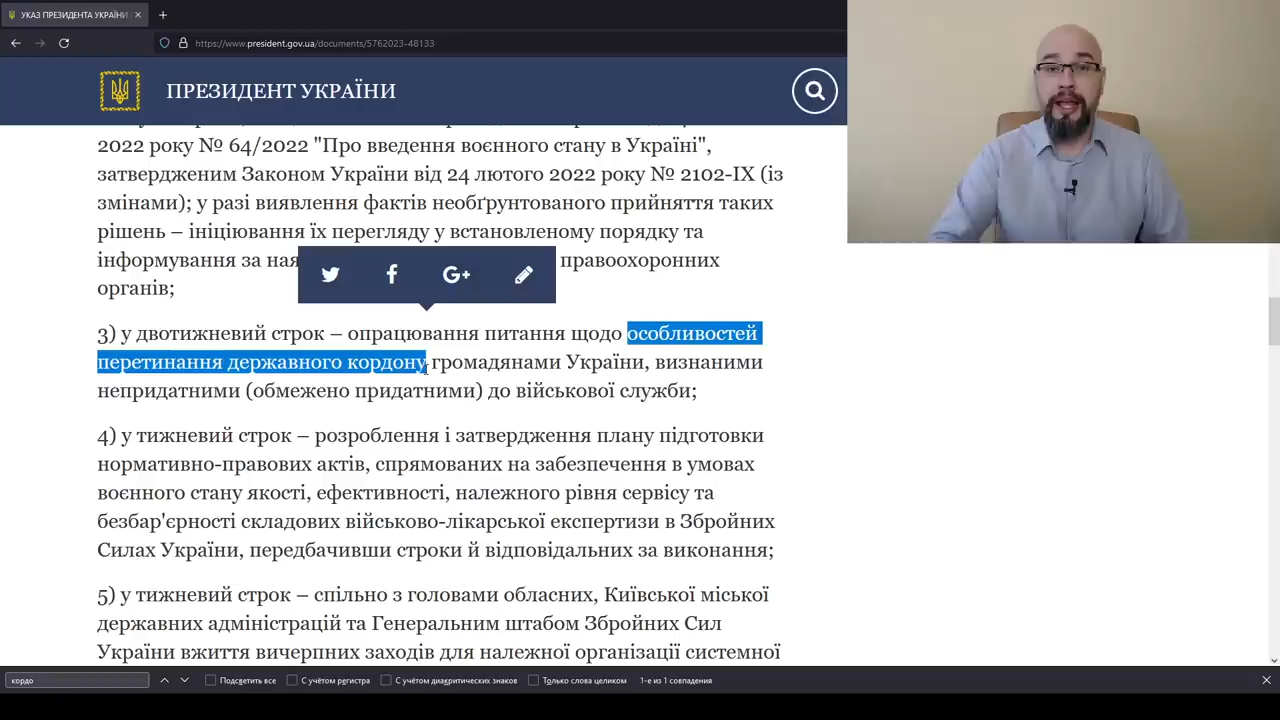 УКАЗ ПРЕЗИДЕНТА УКРАЇНИ
https://www.president.gov.ua/documents/5762023-48133
ПРЕЗИДЕНТ УКРАЇНИ
2022 року № 64/2022 "Про введення воєнного стану в Україні",
затвердженим Законом України від 24 лютого 2022 року № 2102-IX (із
змінами); у разі виявлення фактів необґрунтованого прийняття таких
рішень – ініціювання їх перегляду у встановленому порядку та
інформування за ная правоохоронних
органів;
3) у двотижневий строк – опрацювання питання щодо особливостей
перетинання державного кордону громадянами України, визнаними
непридатними (обмежено придатними) до військової служби;
4) у тижневий строк – розроблення і затвердження плану підготовки
нормативно-правових актів, спрямованих на забезпечення в умовах
воєнного стану якості, ефективності, належного рівня сервісу та
безбар'єрності складових військово-лікарської експертизи в Збройних
Силах України, передбачивши строки й відповідальних за виконання;
5) у тижневий строк – спільно з головами обласних, Київської міської
державних адміністрацій та Генеральним штабом Збройних Сил
України вжиття вичерпних заходів для належної організації системної
кордо
Подсветить все
С учётом регистра
С учётом диакритических знаков
Только слова целиком
1-е из 1 совпадения